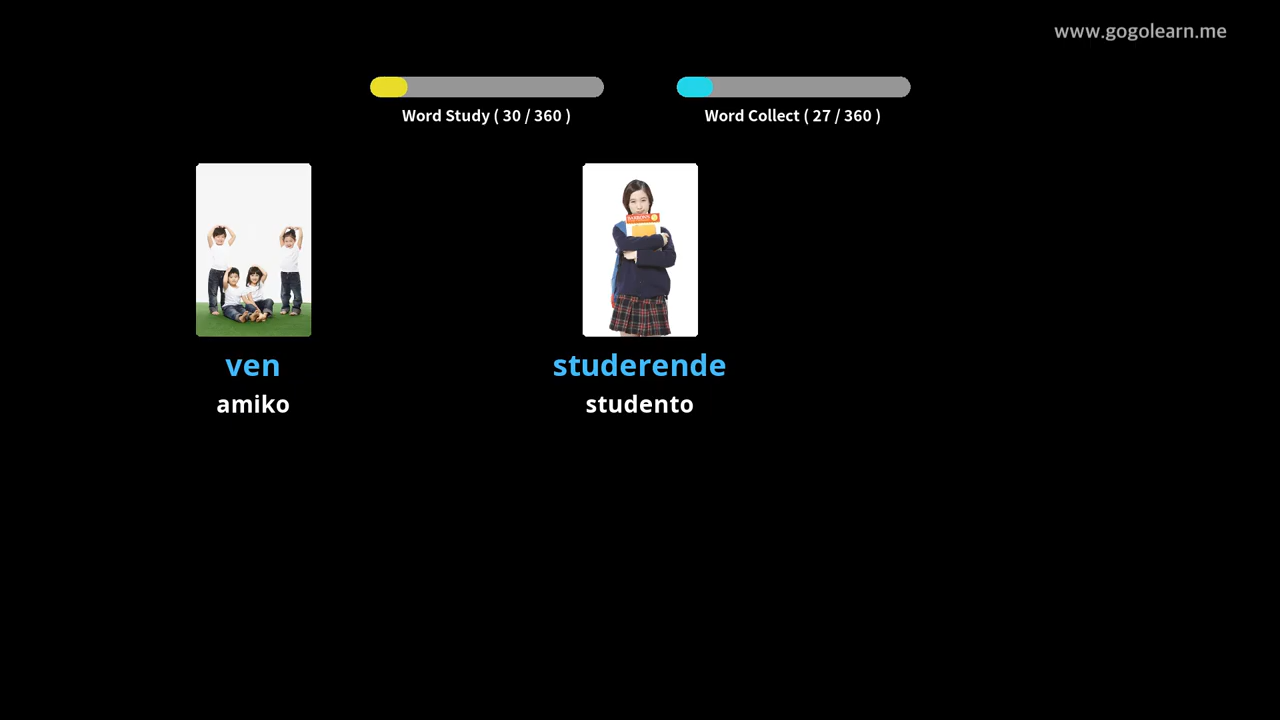 www.gogolearn.me
Word Study ( 30 / 360 )
Word Collect ( 27 / 360 )
ven
amiko
studerende
studento